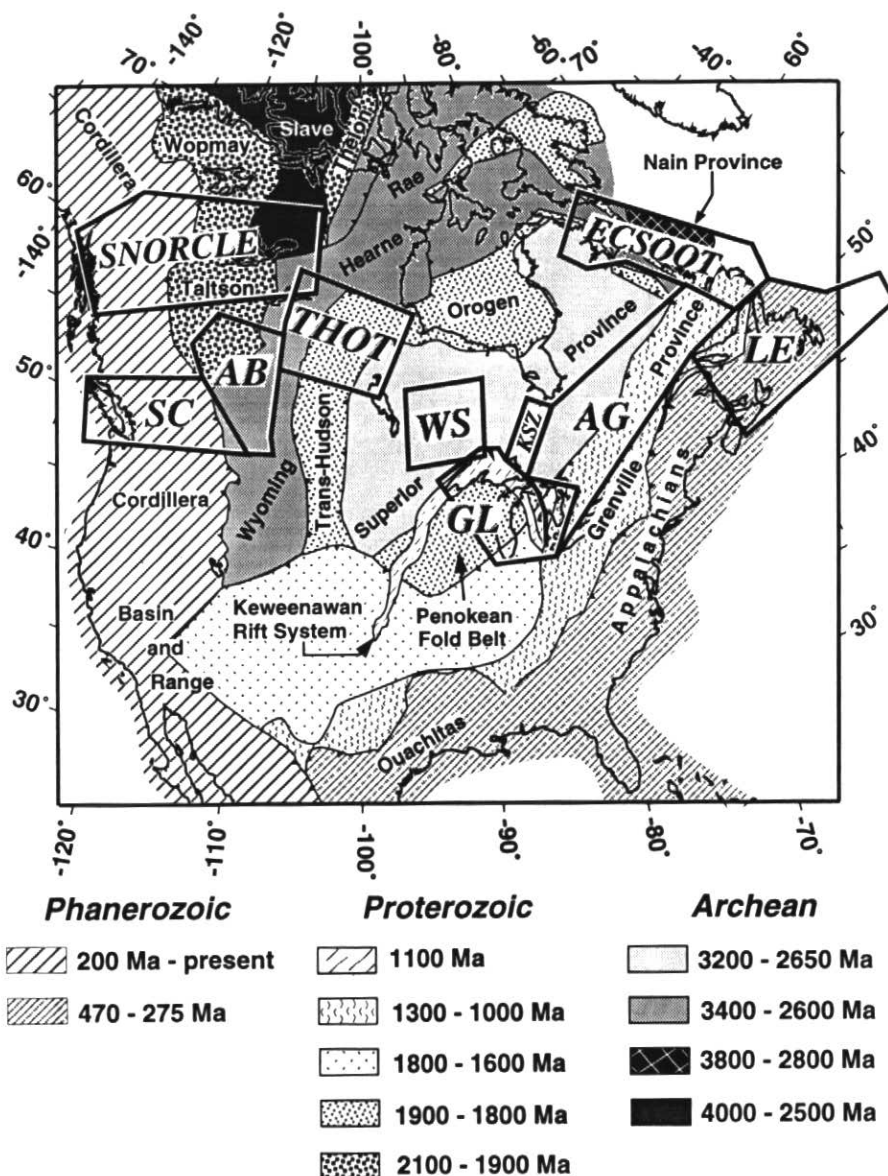 70°
-140°
-120°
-100°
-80°
-60°
70°
-40°
60°
Cordillera
Wopmay
Slave
Thelon
Rae
Nain Province
60°
-140°
SNORCLE
Hearne
ECSOOT
50°
Taltson
THOT
Orogen
Province
Province
LE
50°
AB
SC
WS
KSZ
AG
40°
Cordillera
Wyoming
Trans-Hudson
Superior
GL
Grenville
Appalachians
40°
Basin
and
Range
Keweenawan
Rift System
Penokean
Fold Belt
30°
30°
Ouachitas
-120°
-110°
-100°
-90°
-80°
-70°
Phanerozoic
Proterozoic
Archean
200 Ma - present
1100 Ma
3200 - 2650 Ma
470 - 275 Ma
1300 - 1000 Ma
3400 - 2600 Ma
1800 - 1600 Ma
3800 - 2800 Ma
1900 - 1800 Ma
4000 - 2500 Ma
2100 - 1900 Ma